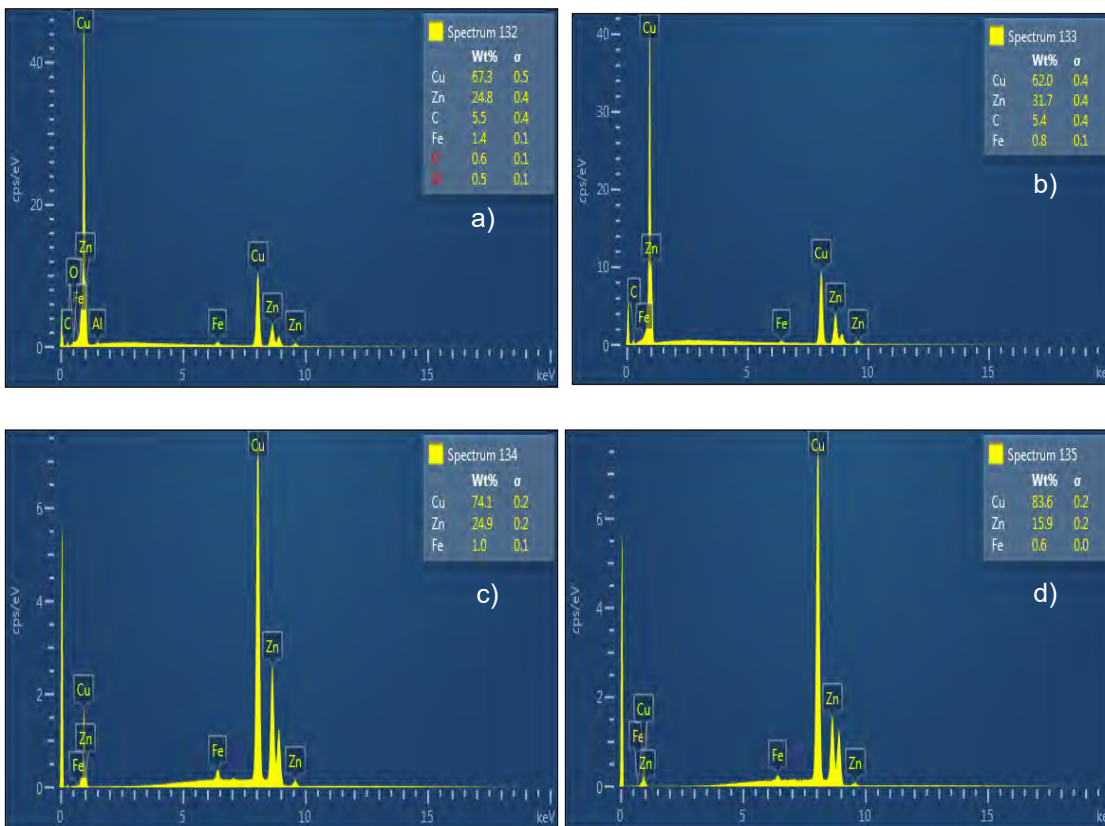 Cu
Spectrum 132
Wt% σ
Cu 67.3 0.5
Zn 24.8 0.4
C 5.5 0.4
Fe 1.4 0.1
O 0.6 0.1
Al 0.5 0.1
a)
40
20
0
cps/eV
Zn
O
Fe
C
Al
Fe
Cu
Zn
Zn
0 5 10 15 keV
Cu
Spectrum 133
Wt% σ
Cu 62.0 0.4
Zn 31.7 0.4
C 5.4 0.4
Fe 0.8 0.1
b)
40
30
20
10
0
cps/eV
Zn
C
Fe
Fe
Cu
Zn
Zn
0 5 10 15 ke
Cu
Spectrum 134
Wt% σ
Cu 74.1 0.2
Zn 24.9 0.2
Fe 1.0 0.1
c)
6
4
2
0
cps/eV
Cu
Zn
Fe
Fe
Zn
Zn
0 5 10 15 keV
Cu
Spectrum 135
Wt% σ
Cu 83.6 0.2
Zn 15.9 0.2
Fe 0.6 0.0
d)
6
4
2
0
cps/eV
Cu
Fe
Zn
Fe
Zn
Zn
0 5 10 15 ke